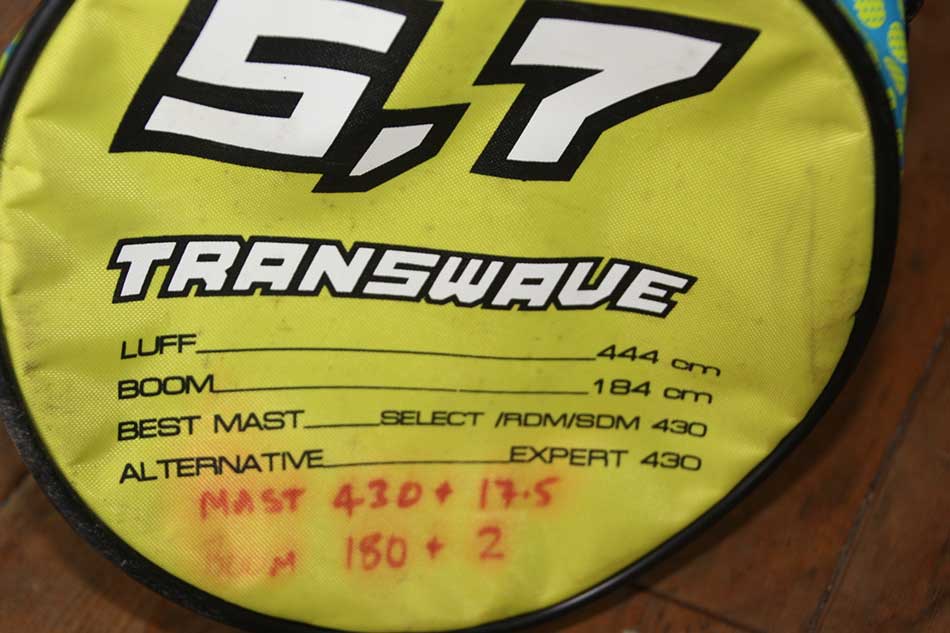 5,7
TRANSWAVE
LUFF 444 cm
BOOM 184 cm
BEST MAST SELECT /RDM/SDM 430
ALTERNATIVE EXPERT 430
MAST 430 + 17.5
BOOM 180 + 2